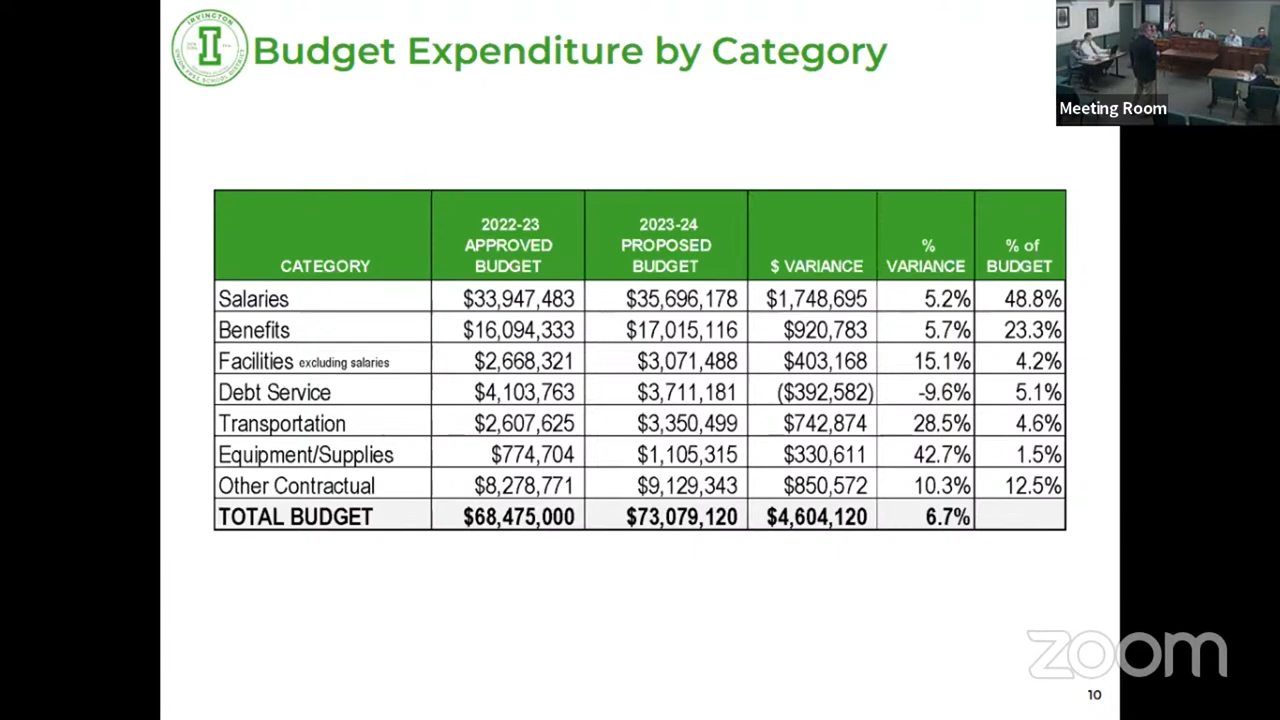 IRVINGTON
I
UNION FREE SCHOOL DISTRICT
Budget Expenditure by Category
Meeting Room
CATEGORY 2022-23 APPROVED BUDGET 2023-24 PROPOSED BUDGET $ VARIANCE % VARIANCE % of BUDGET
Salaries $33,947,483 $35,696,178 $1,748,695 5.2% 48.8%
Benefits $16,094,333 $17,015,116 $920,783 5.7% 23.3%
Facilities excluding salaries $2,668,321 $3,071,488 $403,168 15.1% 4.2%
Debt Service $4,103,763 $3,711,181 ($392,582) -9.6% 5.1%
Transportation $2,607,625 $3,350,499 $742,874 28.5% 4.6%
Equipment/Supplies $774,704 $1,105,315 $330,611 42.7% 1.5%
Other Contractual $8,278,771 $9,129,343 $850,572 10.3% 12.5%
TOTAL BUDGET $68,475,000 $73,079,120 $4,604,120 6.7%
zoom
10